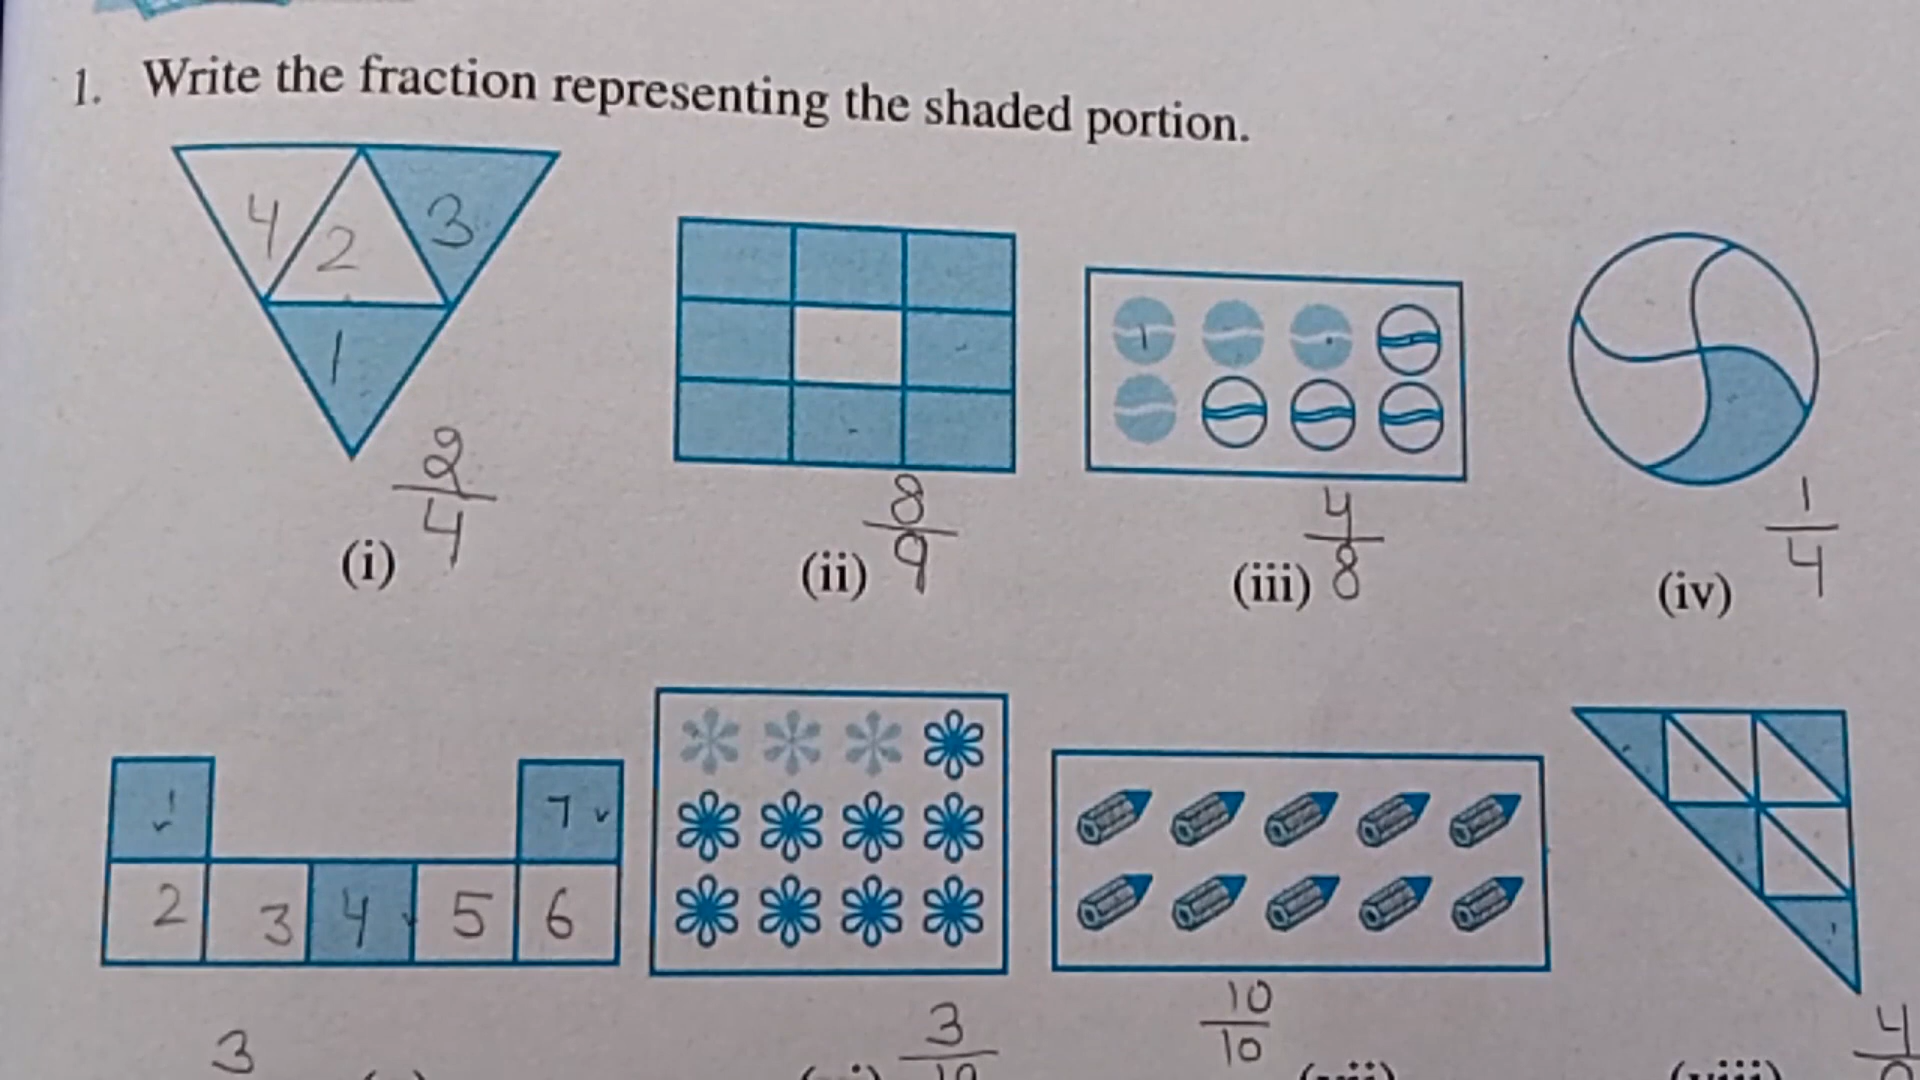 1. Write the fraction representing the shaded portion.
4 2 3
1
2/4 8/9 4/8 1/4
(i) (ii) (iii) (iv)
1 7
2 3 4 5 6
3 3 10/10 4